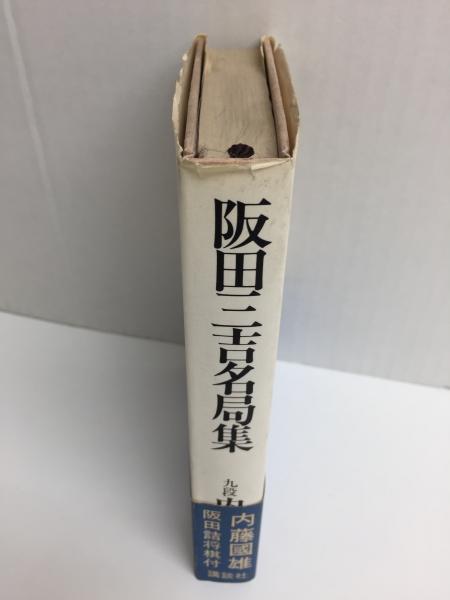 阪田三吉名局集
九段 内
内藤國雄
阪田詰将棋付
講談社